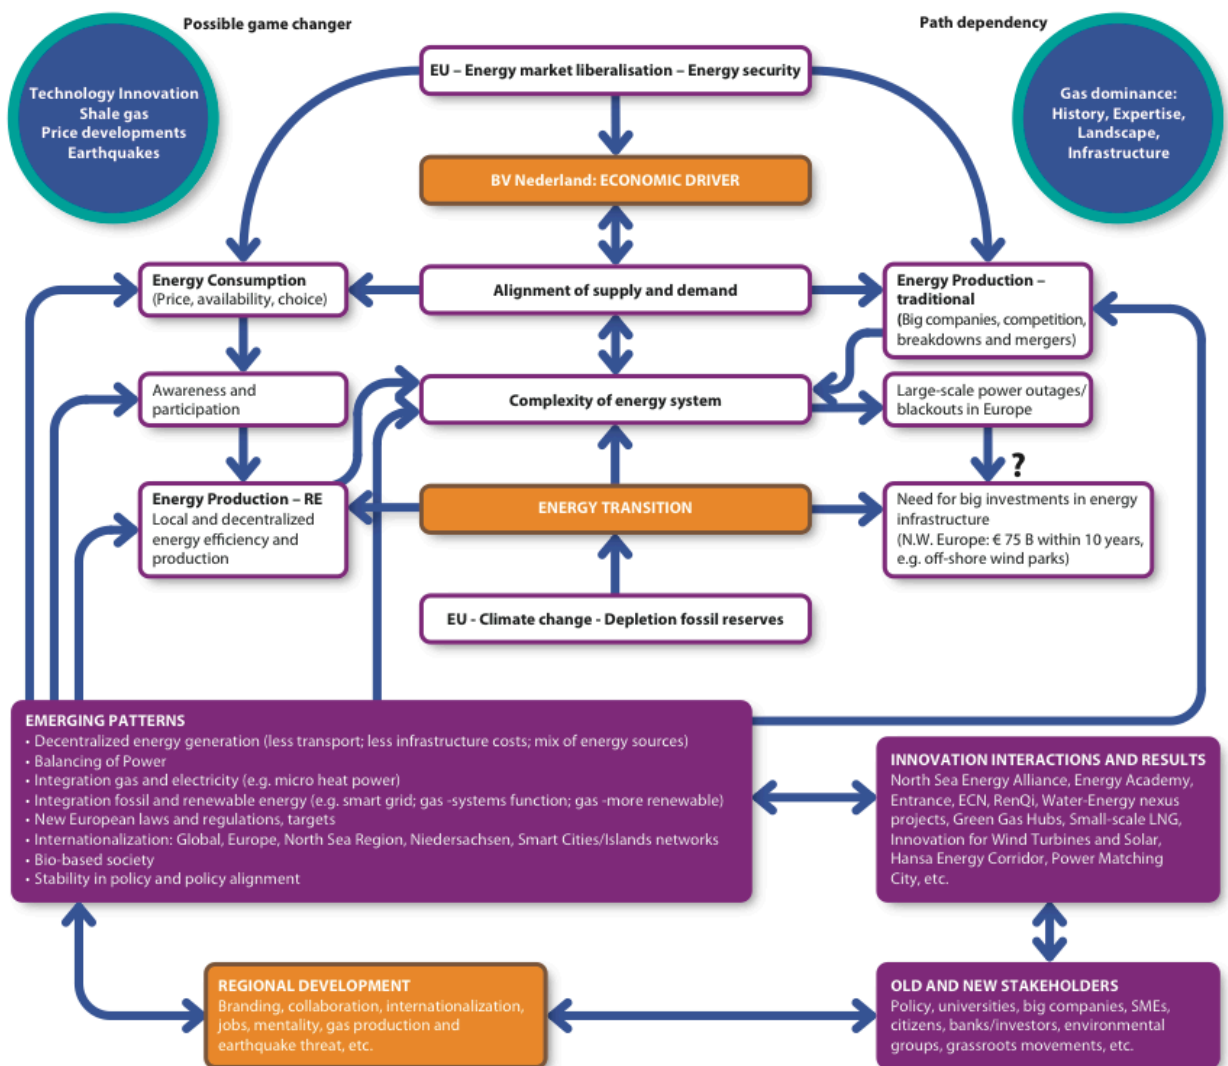 Possible game changer
Path dependency
Technology Innovation
Shale gas
Price developments
Earthquakes
EU – Energy market liberalisation – Energy security
Gas dominance:
History, Expertise,
Landscape,
Infrastructure
BV Nederland: ECONOMIC DRIVER
Energy Consumption
(Price, availability, choice)
Alignment of supply and demand
Energy Production –
traditional
(Big companies, competition,
breakdowns and mergers)
Awareness and
participation
Complexity of energy system
Large-scale power outages/
blackouts in Europe
?
Energy Production – RE
Local and decentralized
energy efficiency and
production
ENERGY TRANSITION
Need for big investments in energy
infrastructure
(N.W. Europe: € 75 B within 10 years,
e.g. off-shore wind parks)
EU - Climate change - Depletion fossil reserves
EMERGING PATTERNS
• Decentralized energy generation (less transport; less infrastructure costs; mix of energy sources)
• Balancing of Power
• Integration gas and electricity (e.g. micro heat power)
• Integration fossil and renewable energy (e.g. smart grid; gas -systems function; gas -more renewable)
• New European laws and regulations, targets
• Internationalization: Global, Europe, North Sea Region, Niedersachsen, Smart Cities/Islands networks
• Bio-based society
• Stability in policy and policy alignment
INNOVATION INTERACTIONS AND RESULTS
North Sea Energy Alliance, Energy Academy,
Entrance, ECN, RenQi, Water-Energy nexus
projects, Green Gas Hubs, Small-scale LNG,
Innovation for Wind Turbines and Solar,
Hansa Energy Corridor, Power Matching
City, etc.
REGIONAL DEVELOPMENT
Branding, collaboration, internationalization,
jobs, mentality, gas production and
earthquake threat, etc.
OLD AND NEW STAKEHOLDERS
Policy, universities, big companies, SMEs,
citizens, banks/investors, environmental
groups, grassroots movements, etc.